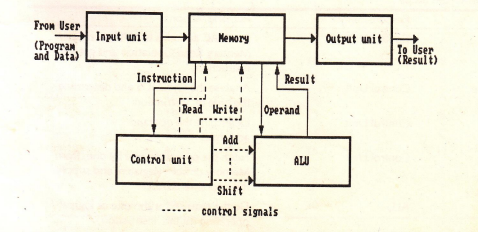 From User
(Program
and Data)
Input unit
Memory
Output unit
To User
(Result)
Instruction
Read
Write
Operand
Result
Control unit
Add
Shift
ALU
control signals